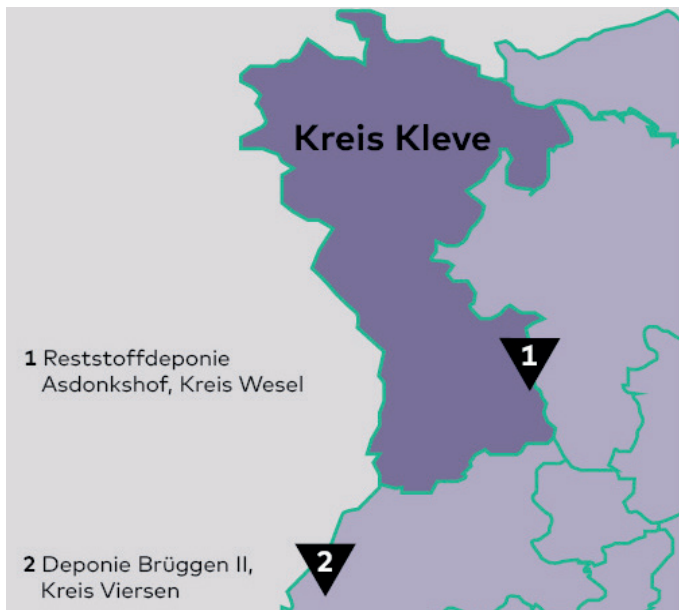 Kreis Kleve
1
1 Reststoffdeponie
Asdonkshof, Kreis Wesel
2
2 Deponie Brüggen II,
Kreis Viersen